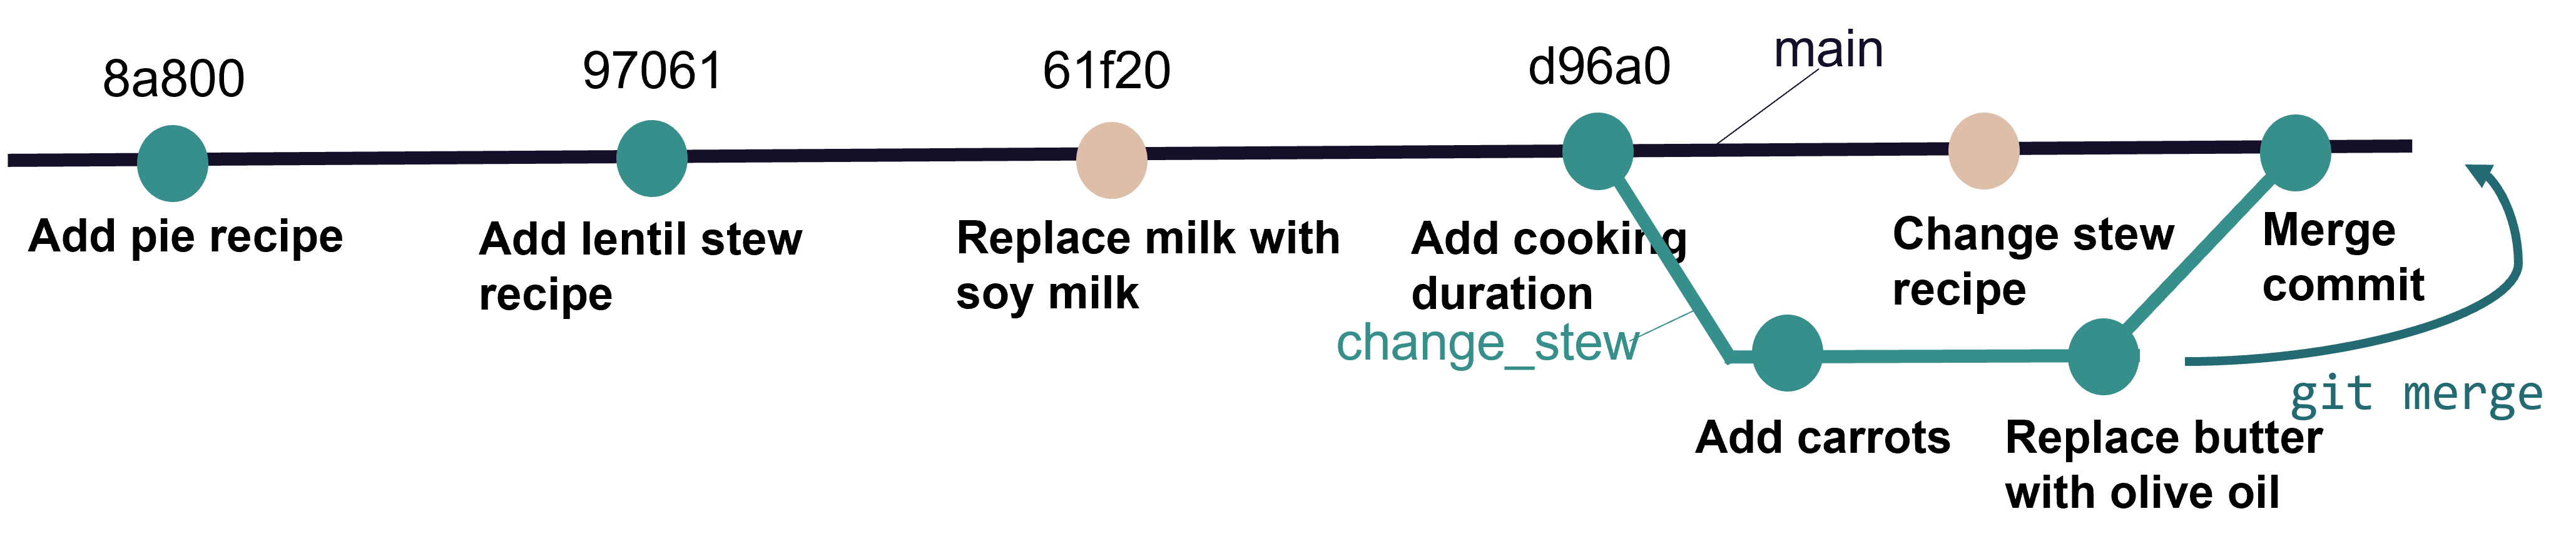 8a800
97061
61f20
d96a0
main
Add pie recipe
Add lentil stew
recipe
Replace milk with
soy milk
Add cooking
duration
Change stew
recipe
Merge
commit
change_stew
git merge
Add carrots
Replace butter
with olive oil